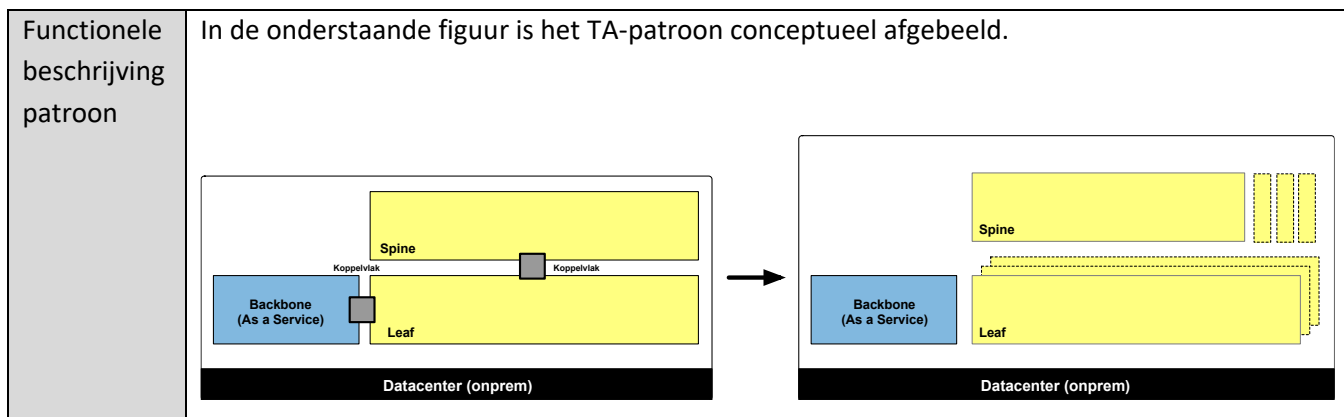 Functionele
beschrijving
patroon
In de onderstaande figuur is het TA-patroon conceptueel afgebeeld.
Spine
Koppelvlak
Koppelvlak
Backbone
(As a Service)
Leaf
Datacenter (onprem)
Spine
Backbone
(As a Service)
Leaf
Datacenter (onprem)